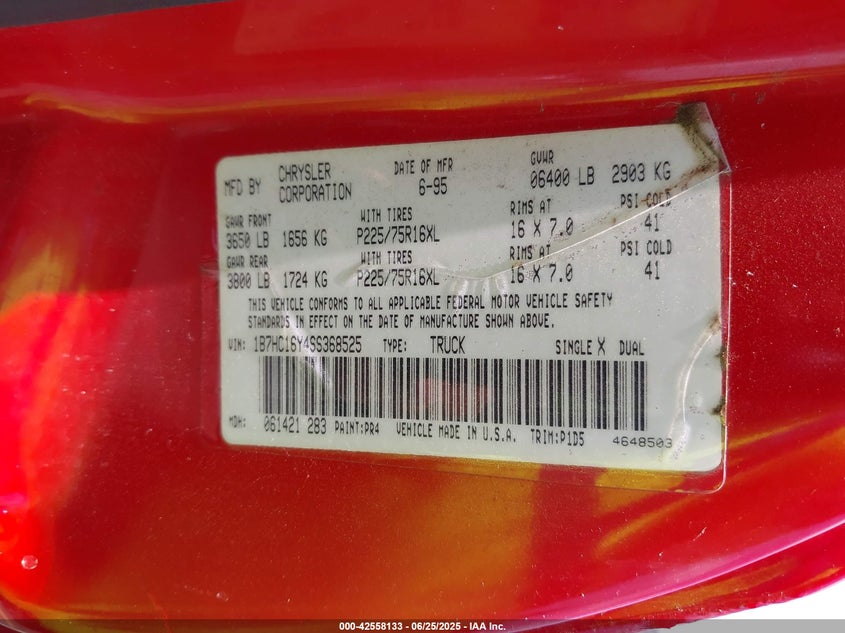 MFD BY CHRYSLER CORPORATION DATE OF MFR 6-95 GVWR 06400 LB 2903 KG
GAWR FRONT WITH TIRES RIMS AT PSI COLD
3650 LB 1656 KG P225/75R16XL 16 X 7.0 41
GAWR REAR WITH TIRES RIMS AT PSI COLD
3800 LB 1724 KG P225/75R16XL 16 X 7.0 41
THIS VEHICLE CONFORMS TO ALL APPLICABLE FEDERAL MOTOR VEHICLE SAFETY
STANDARDS IN EFFECT ON THE DATE OF MANUFACTURE SHOWN ABOVE.
VIN: 1B7HC16Y4SS368525 TYPE: TRUCK SINGLE X DUAL
MDH: 061421 283 PAINT:PR4 VEHICLE MADE IN U.S.A. TRIM:P1D5 4648503
000-42558133 - 06/25/2025 - IAA Inc.